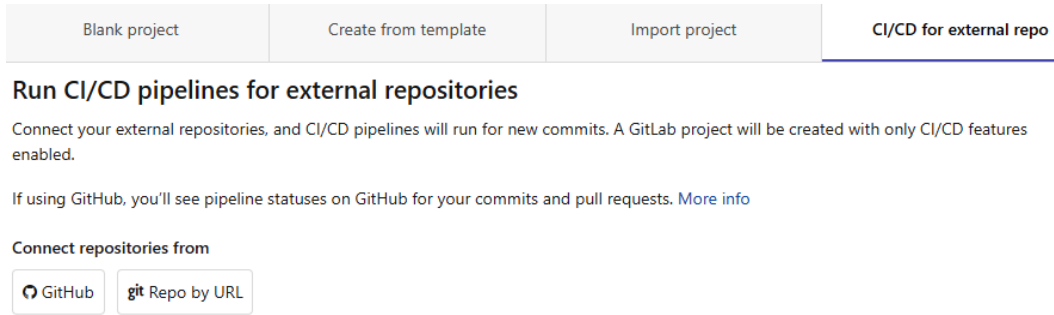 Blank project
Create from template
Import project
CI/CD for external repo
Run CI/CD pipelines for external repositories
Connect your external repositories, and CI/CD pipelines will run for new commits. A GitLab project will be created with only CI/CD features
enabled.
If using GitHub, you'll see pipeline statuses on GitHub for your commits and pull requests. More info
Connect repositories from
GitHub
git Repo by URL